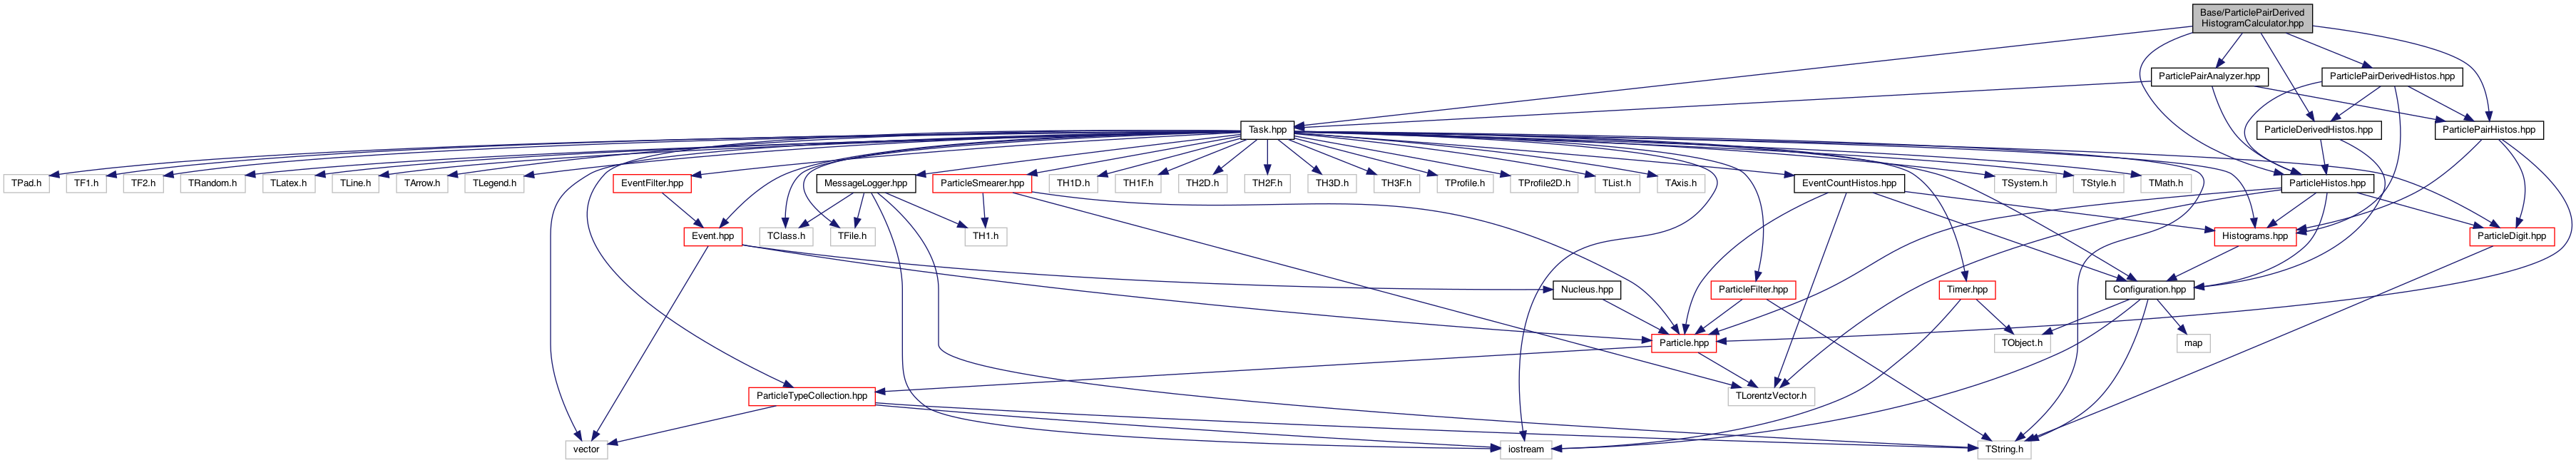 Base/ParticlePairDerived
HistogramCalculator.hpp
ParticlePairAnalyzer.hpp
ParticlePairDerivedHistos.hpp
Task.hpp
ParticleDerivedHistos.hpp
ParticlePairHistos.hpp
TPad.h
TF1.h
TF2.h
TRandom.h
TLatex.h
TLine.h
TArrow.h
TLegend.h
EventFilter.hpp
MessageLogger.hpp
ParticleSmearer.hpp
TH1D.h
TH1F.h
TH2D.h
TH2F.h
TH3D.h
TH3F.h
TProfile.h
TProfile2D.h
TList.h
TAxis.h
EventCountHistos.hpp
TSystem.h
TStyle.h
TMath.h
ParticleHistos.hpp
Event.hpp
TClass.h
TFile.h
TH1.h
Histograms.hpp
ParticleDigit.hpp
Nucleus.hpp
ParticleFilter.hpp
Timer.hpp
Configuration.hpp
Particle.hpp
TObject.h
map
ParticleTypeCollection.hpp
TLorentzVector.h
vector
iostream
TString.h